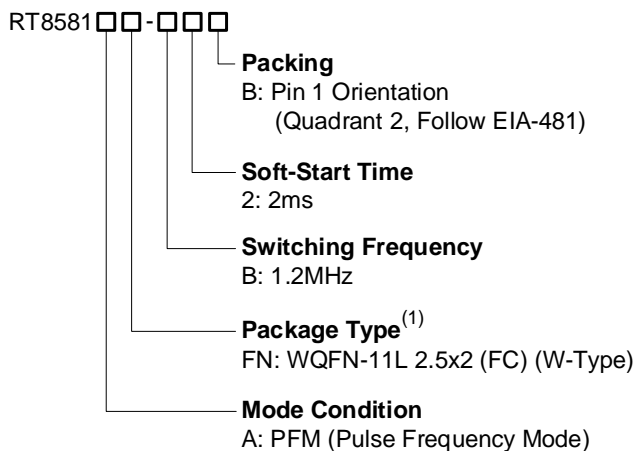 RT8581□□-□□□
Packing
B: Pin 1 Orientation
(Quadrant 2, Follow EIA-481)
Soft-Start Time
2: 2ms
Switching Frequency
B: 1.2MHz
Package Type(1)
FN: WQFN-11L 2.5x2 (FC) (W-Type)
Mode Condition
A: PFM (Pulse Frequency Mode)